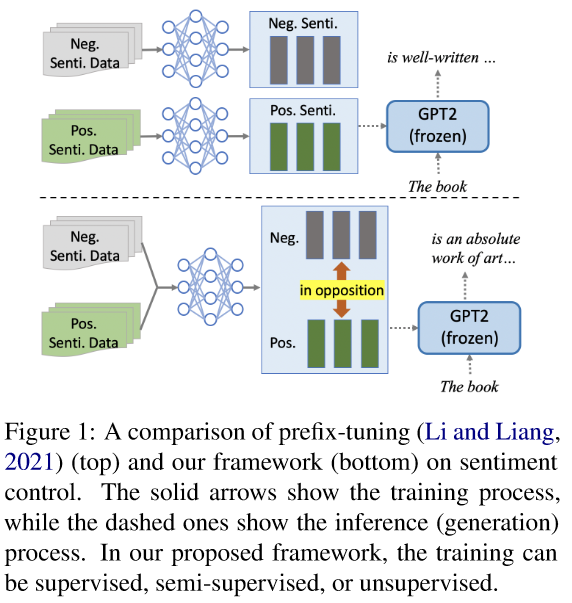 Neg.
Senti. Data
Neg. Senti.
is well-written ...
Pos.
Senti. Data
Pos. Senti.
GPT2
(frozen)
The book
Neg.
Senti. Data
Neg.
is an absolute
work of art...
in opposition
Pos.
Senti. Data
Pos.
GPT2
(frozen)
The book
Figure 1: A comparison of prefix-tuning (Li and Liang,
2021) (top) and our framework (bottom) on sentiment
control. The solid arrows show the training process,
while the dashed ones show the inference (generation)
process. In our proposed framework, the training can
be supervised, semi-supervised, or unsupervised.